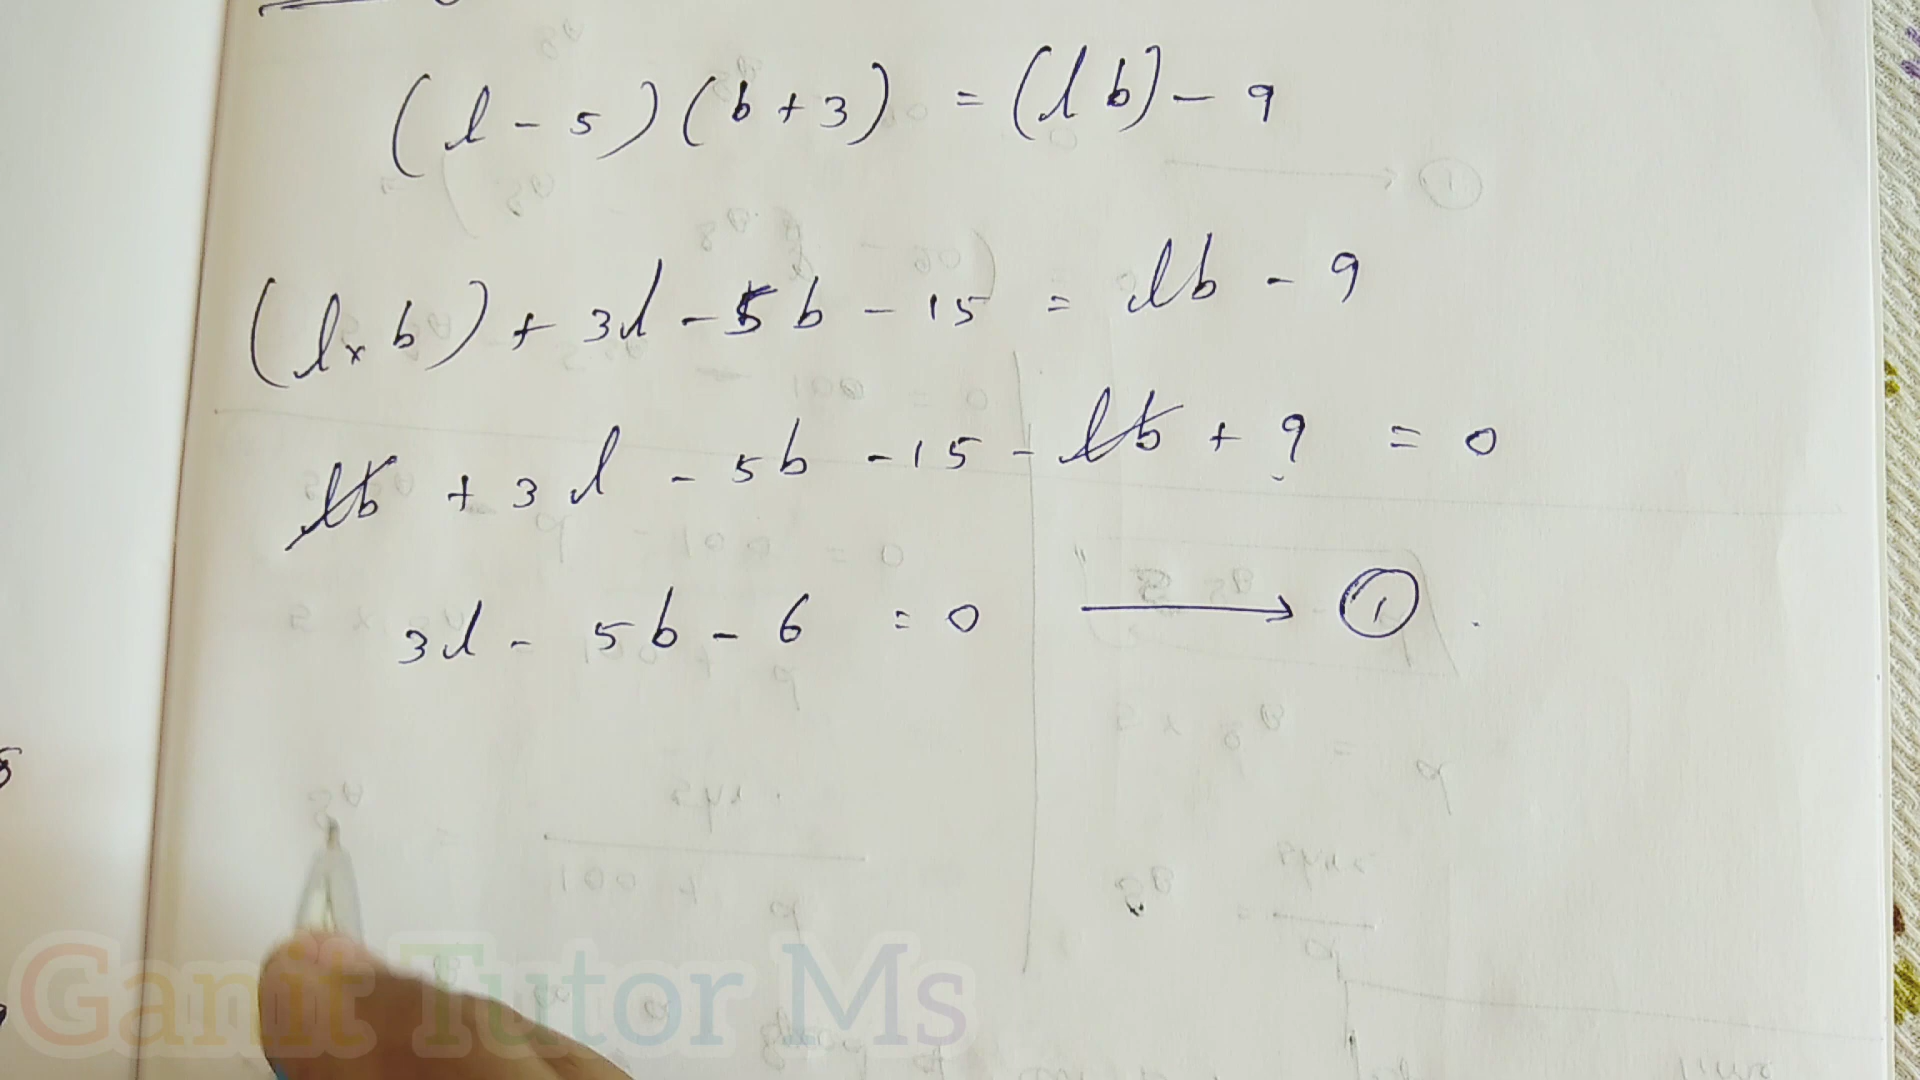 (l - 5) (b + 3) = (l b) - 9
(l × b) + 3l - 5b - 15 = lb - 9
lb + 3l - 5b - 15 - lb + 9 = 0
3l - 5b - 6 = 0 → ①
Ganit Tutor Ms